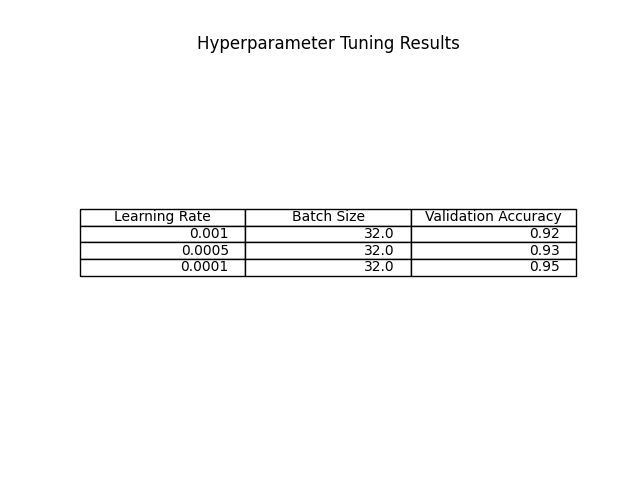 Hyperparameter Tuning Results
Learning Rate Batch Size Validation Accuracy
0.001 32.0 0.92
0.0005 32.0 0.93
0.0001 32.0 0.95